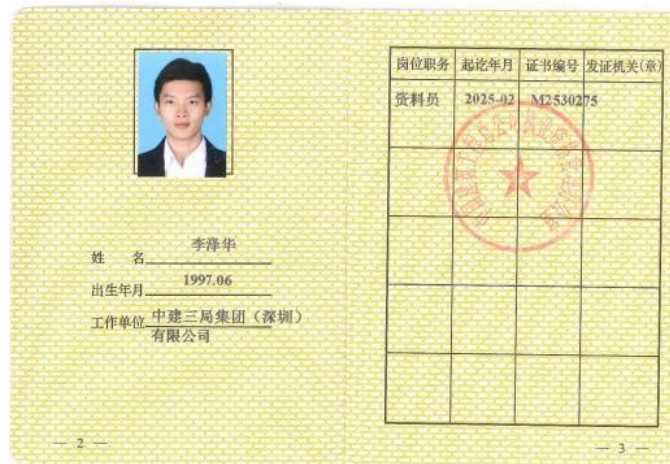 姓 名 李泽华
出生年月 1997.06
工作单位 中建三局集团（深圳）
有限公司
— 2 —
岗位职务 起讫年月 证书编号 发证机关(章)
资料员 2025-02 M2530275
— 3 —